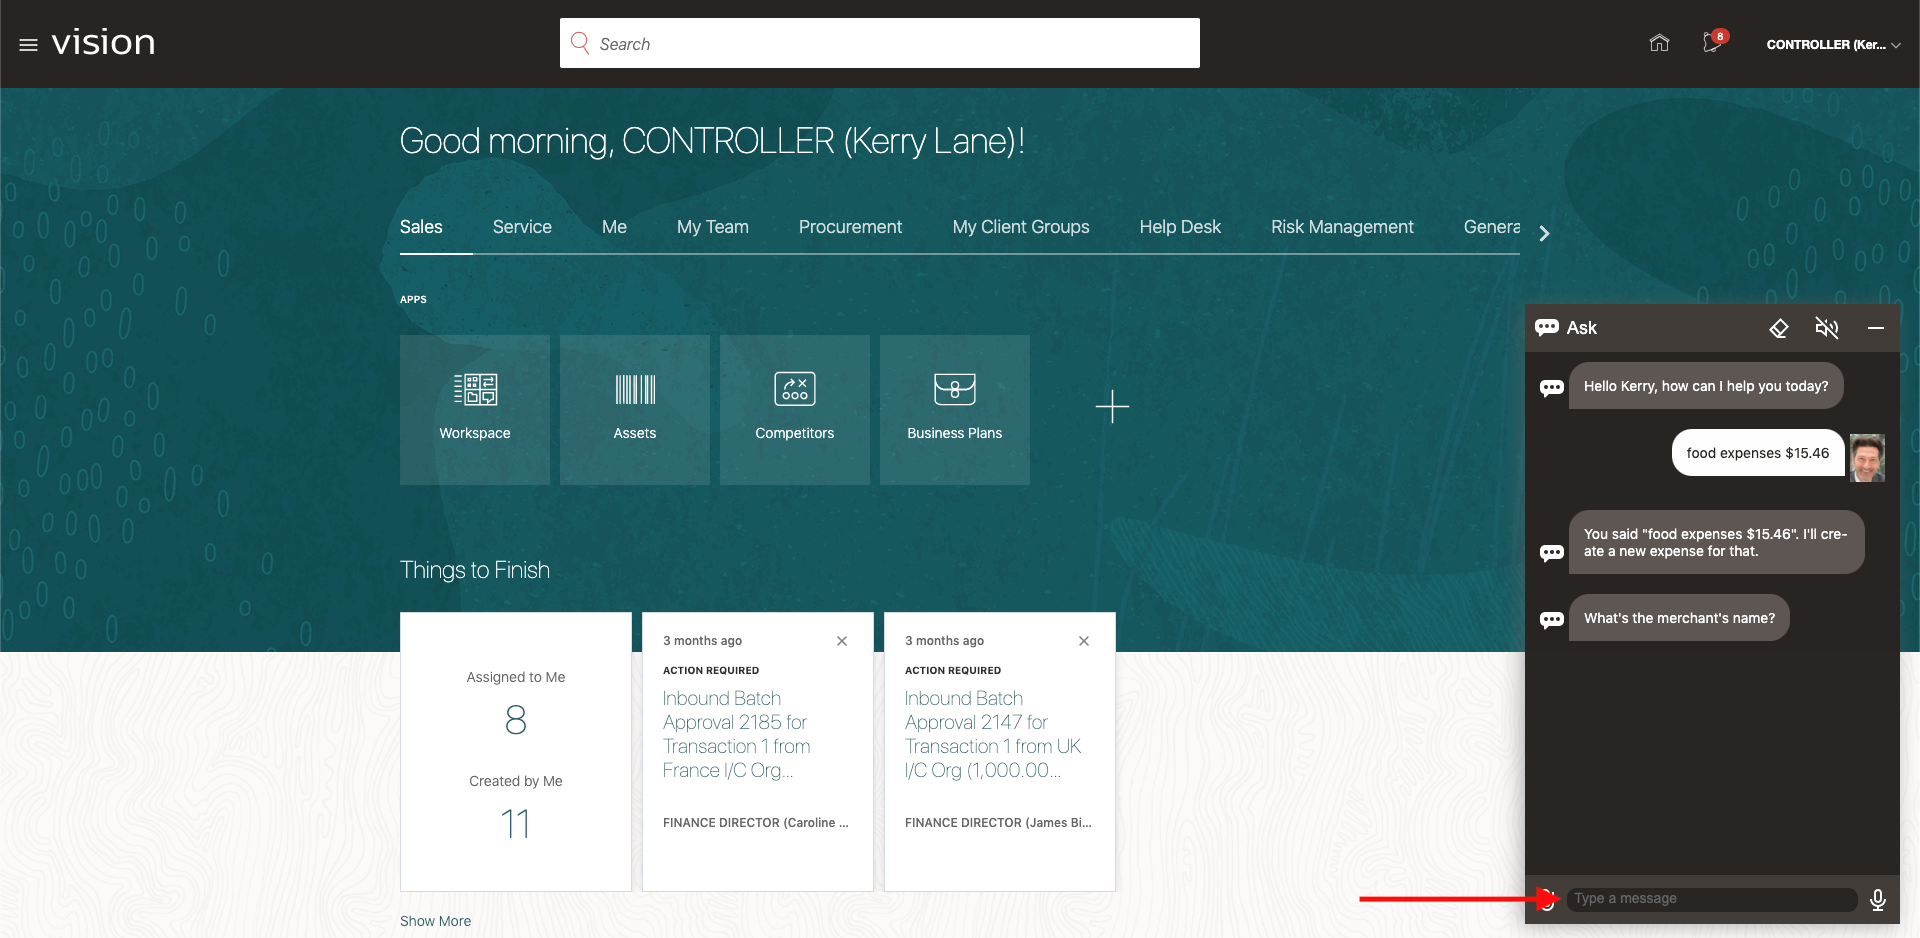 vision
Search
8
CONTROLLER (Ker...
Good morning, CONTROLLER (Kerry Lane)!
Sales
Service
Me
My Team
Procurement
My Client Groups
Help Desk
Risk Management
Genera
APPS
Workspace
Assets
Competitors
Business Plans
Things to Finish
Assigned to Me
8
Created by Me
11
3 months ago
ACTION REQUIRED
Inbound Batch
Approval 2185 for
Transaction 1 from
France I/C Org...
FINANCE DIRECTOR (Caroline ...
3 months ago
ACTION REQUIRED
Inbound Batch
Approval 2147 for
Transaction 1 from UK
I/C Org (1,000.00...
FINANCE DIRECTOR (James Bi...
Show More
Ask
Hello Kerry, how can I help you today?
food expenses $15.46
You said "food expenses $15.46". I'll cre-
ate a new expense for that.
What's the merchant's name?
Type a message